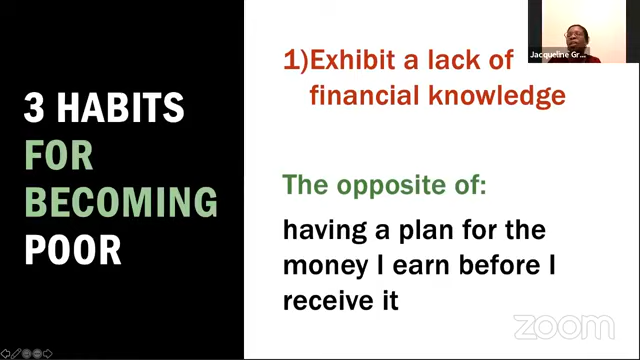 3 HABITS
FOR
BECOMING
POOR
1)Exhibit a lack of
financial knowledge
The opposite of:
having a plan for the
money I earn before I
receive it
Jacqueline Gr...
zoom